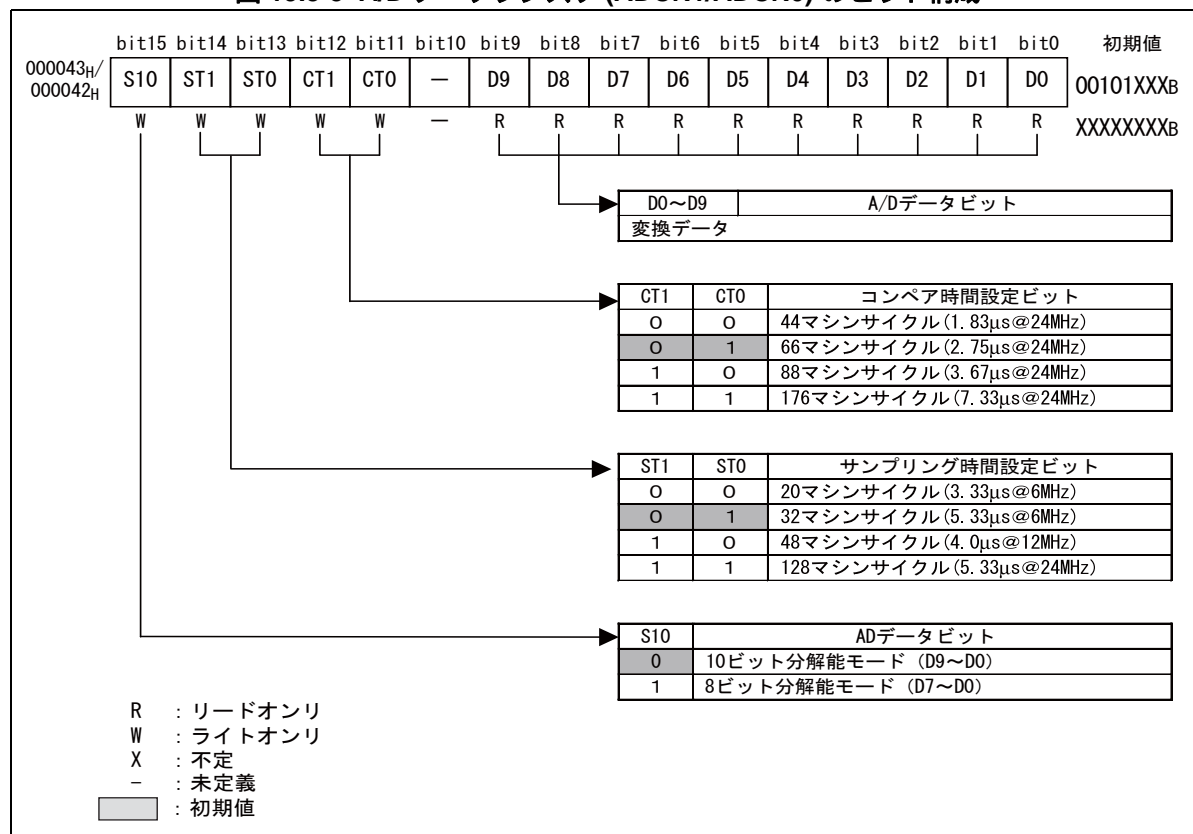 bit15 bit14 bit13 bit12 bit11 bit10 bit9 bit8 bit7 bit6 bit5 bit4 bit3 bit2 bit1 bit0 初期値
000043H/
000042H
S10 ST1 ST0 CT1 CT0 － D9 D8 D7 D6 D5 D4 D3 D2 D1 D0 00101XXXB
W W W W W － R R R R R R R R R R XXXXXXXXB
D0～D9 A/Dデータビット
変換データ
CT1 CT0 コンペア時間設定ビット
0 0 44マシンサイクル(1.83μs@24MHz)
0 1 66マシンサイクル(2.75μs@24MHz)
1 0 88マシンサイクル(3.67μs@24MHz)
1 1 176マシンサイクル(7.33μs@24MHz)
ST1 ST0 サンプリング時間設定ビット
0 0 20マシンサイクル(3.33μs@6MHz)
0 1 32マシンサイクル(5.33μs@6MHz)
1 0 48マシンサイクル(4.0μs@12MHz)
1 1 128マシンサイクル(5.33μs@24MHz)
S10 ADデータビット
0 10ビット分解能モード（D9～D0）
1 8ビット分解能モード（D7～D0）
R ：リードオンリ
W ：ライトオンリ
X ：不定
－ ：未定義
：初期値